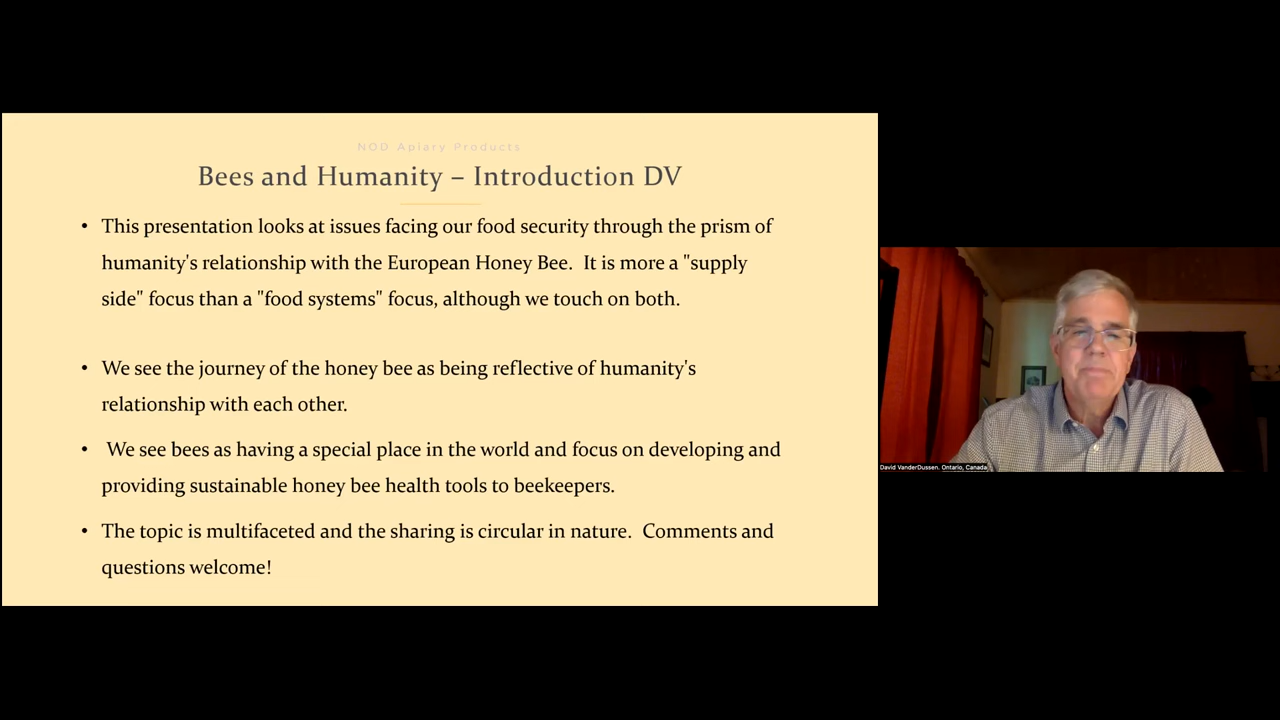 NOD Apiary Products
Bees and Humanity – Introduction DV
• This presentation looks at issues facing our food security through the prism of
humanity's relationship with the European Honey Bee.  It is more a "supply
side" focus than a "food systems" focus, although we touch on both.
• We see the journey of the honey bee as being reflective of humanity's
relationship with each other.
•  We see bees as having a special place in the world and focus on developing and
providing sustainable honey bee health tools to beekeepers.
• The topic is multifaceted and the sharing is circular in nature.  Comments and
questions welcome!
David VanderDussen. Ontario, Canada